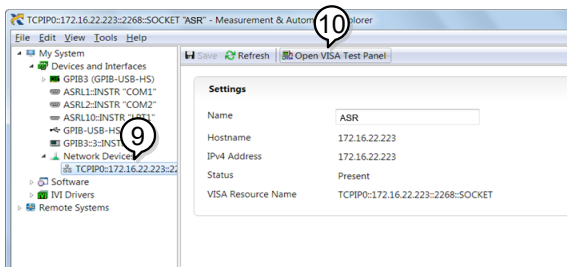 TCPIP0::172.16.22.223::2268::SOCKET "ASR" - Measurement & Autom plorer
10
File Edit View Tools Help
Save Refresh Open VISA Test Panel
My System
Devices and Interfaces
GPIB3 (GPIB-USB-HS)
ASRL1::INSTR "COM1"
ASRL2::INSTR "COM2"
ASRL10::INSTR "LPT1"
GPIB-USB-HS
GPIB3::3::INST
9
Network Devices
TCPIP0::172.16.22.223::22
Software
IVI Drivers
Remote Systems
Settings
Name ASR
Hostname 172.16.22.223
IPv4 Address 172.16.22.223
Status Present
VISA Resource Name TCPIP0::172.16.22.223::2268::SOCKET